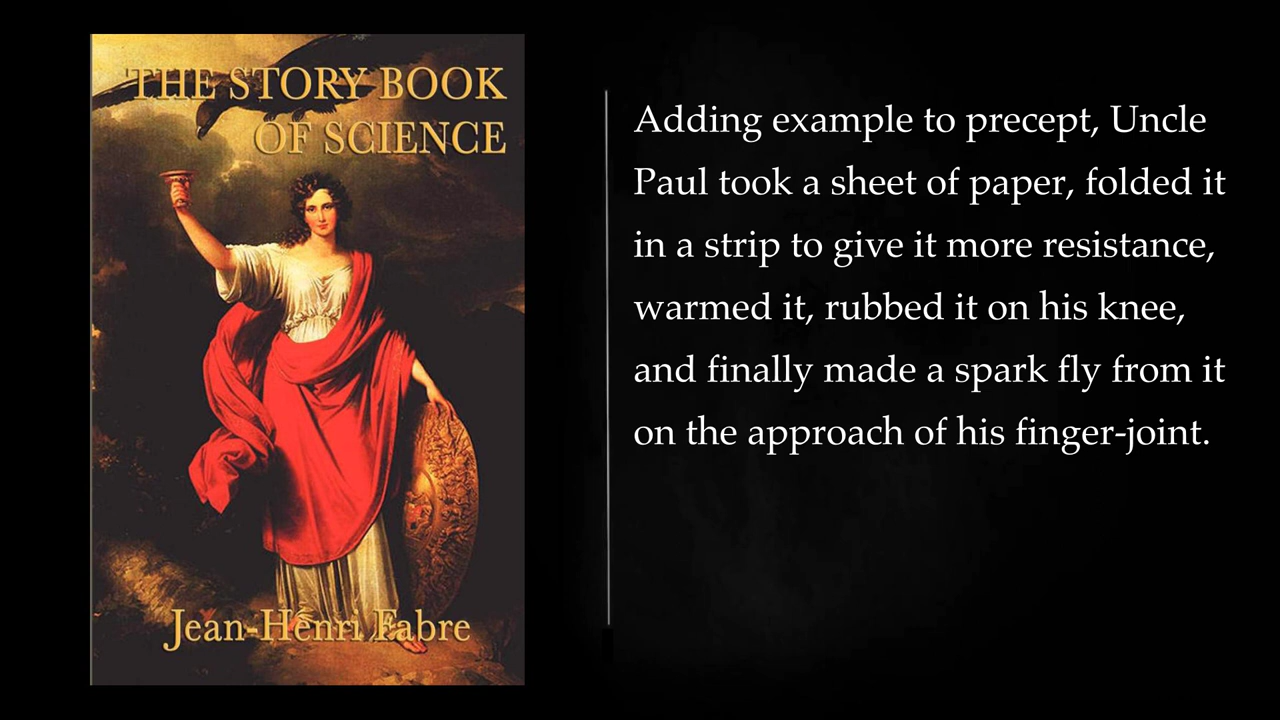 THE STORY BOOK
OF SCIENCE
Jean-Henri Fabre
Adding example to precept, Uncle
Paul took a sheet of paper, folded it
in a strip to give it more resistance,
warmed it, rubbed it on his knee,
and finally made a spark fly from it
on the approach of his finger-joint.